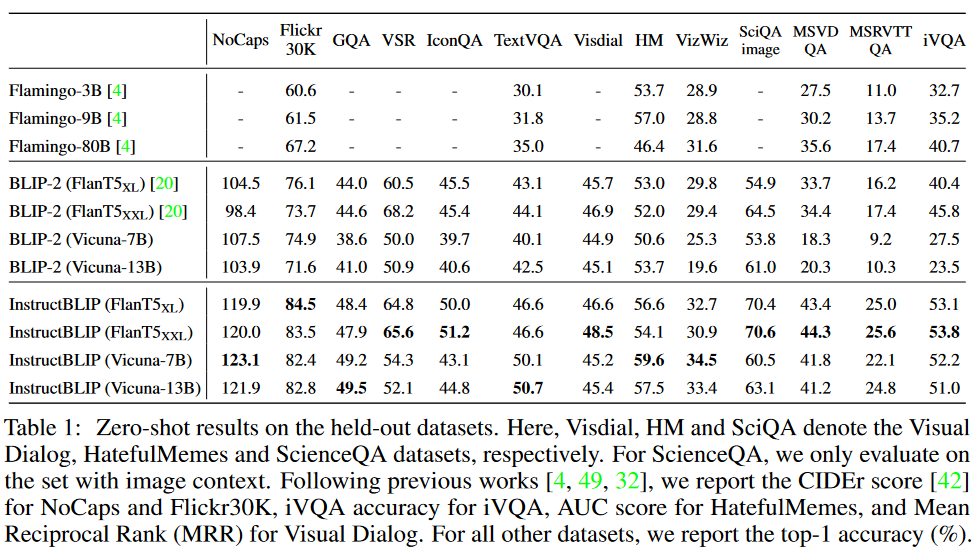 NoCaps Flickr 30K GQA VSR IconQA TextVQA Visdial HM VizWiz SciQA image MSVD QA MSRVTT QA iVQA
Flamingo-3B [4] - 60.6 - - - 30.1 - 53.7 28.9 - 27.5 11.0 32.7
Flamingo-9B [4] - 61.5 - - - 31.8 - 57.0 28.8 - 30.2 13.7 35.2
Flamingo-80B [4] - 67.2 - - - 35.0 - 46.4 31.6 - 35.6 17.4 40.7
BLIP-2 (FlanT5XL) [20] 104.5 76.1 44.0 60.5 45.5 43.1 45.7 53.0 29.8 54.9 33.7 16.2 40.4
BLIP-2 (FlanT5XXL) [20] 98.4 73.7 44.6 68.2 45.4 44.1 46.9 52.0 29.4 64.5 34.4 17.4 45.8
BLIP-2 (Vicuna-7B) 107.5 74.9 38.6 50.0 39.7 40.1 44.9 50.6 25.3 53.8 18.3 9.2 27.5
BLIP-2 (Vicuna-13B) 103.9 71.6 41.0 50.9 40.6 42.5 45.1 53.7 19.6 61.0 20.3 10.3 23.5
InstructBLIP (FlanT5XL) 119.9 84.5 48.4 64.8 50.0 46.6 46.6 56.6 32.7 70.4 43.4 25.0 53.1
InstructBLIP (FlanT5XXL) 120.0 83.5 47.9 65.6 51.2 46.6 48.5 54.1 30.9 70.6 44.3 25.6 53.8
InstructBLIP (Vicuna-7B) 123.1 82.4 49.2 54.3 43.1 50.1 45.2 59.6 34.5 60.5 41.8 22.1 52.2
InstructBLIP (Vicuna-13B) 121.9 82.8 49.5 52.1 44.8 50.7 45.4 57.5 33.4 63.1 41.2 24.8 51.0
Table 1: Zero-shot results on the held-out datasets. Here, Visdial, HM and SciQA denote the Visual
Dialog, HatefulMemes and ScienceQA datasets, respectively. For ScienceQA, we only evaluate on
the set with image context. Following previous works [4, 49, 32], we report the CIDEr score [42]
for NoCaps and Flickr30K, iVQA accuracy for iVQA, AUC score for HatefulMemes, and Mean
Reciprocal Rank (MRR) for Visual Dialog. For all other datasets, we report the top-1 accuracy (%).